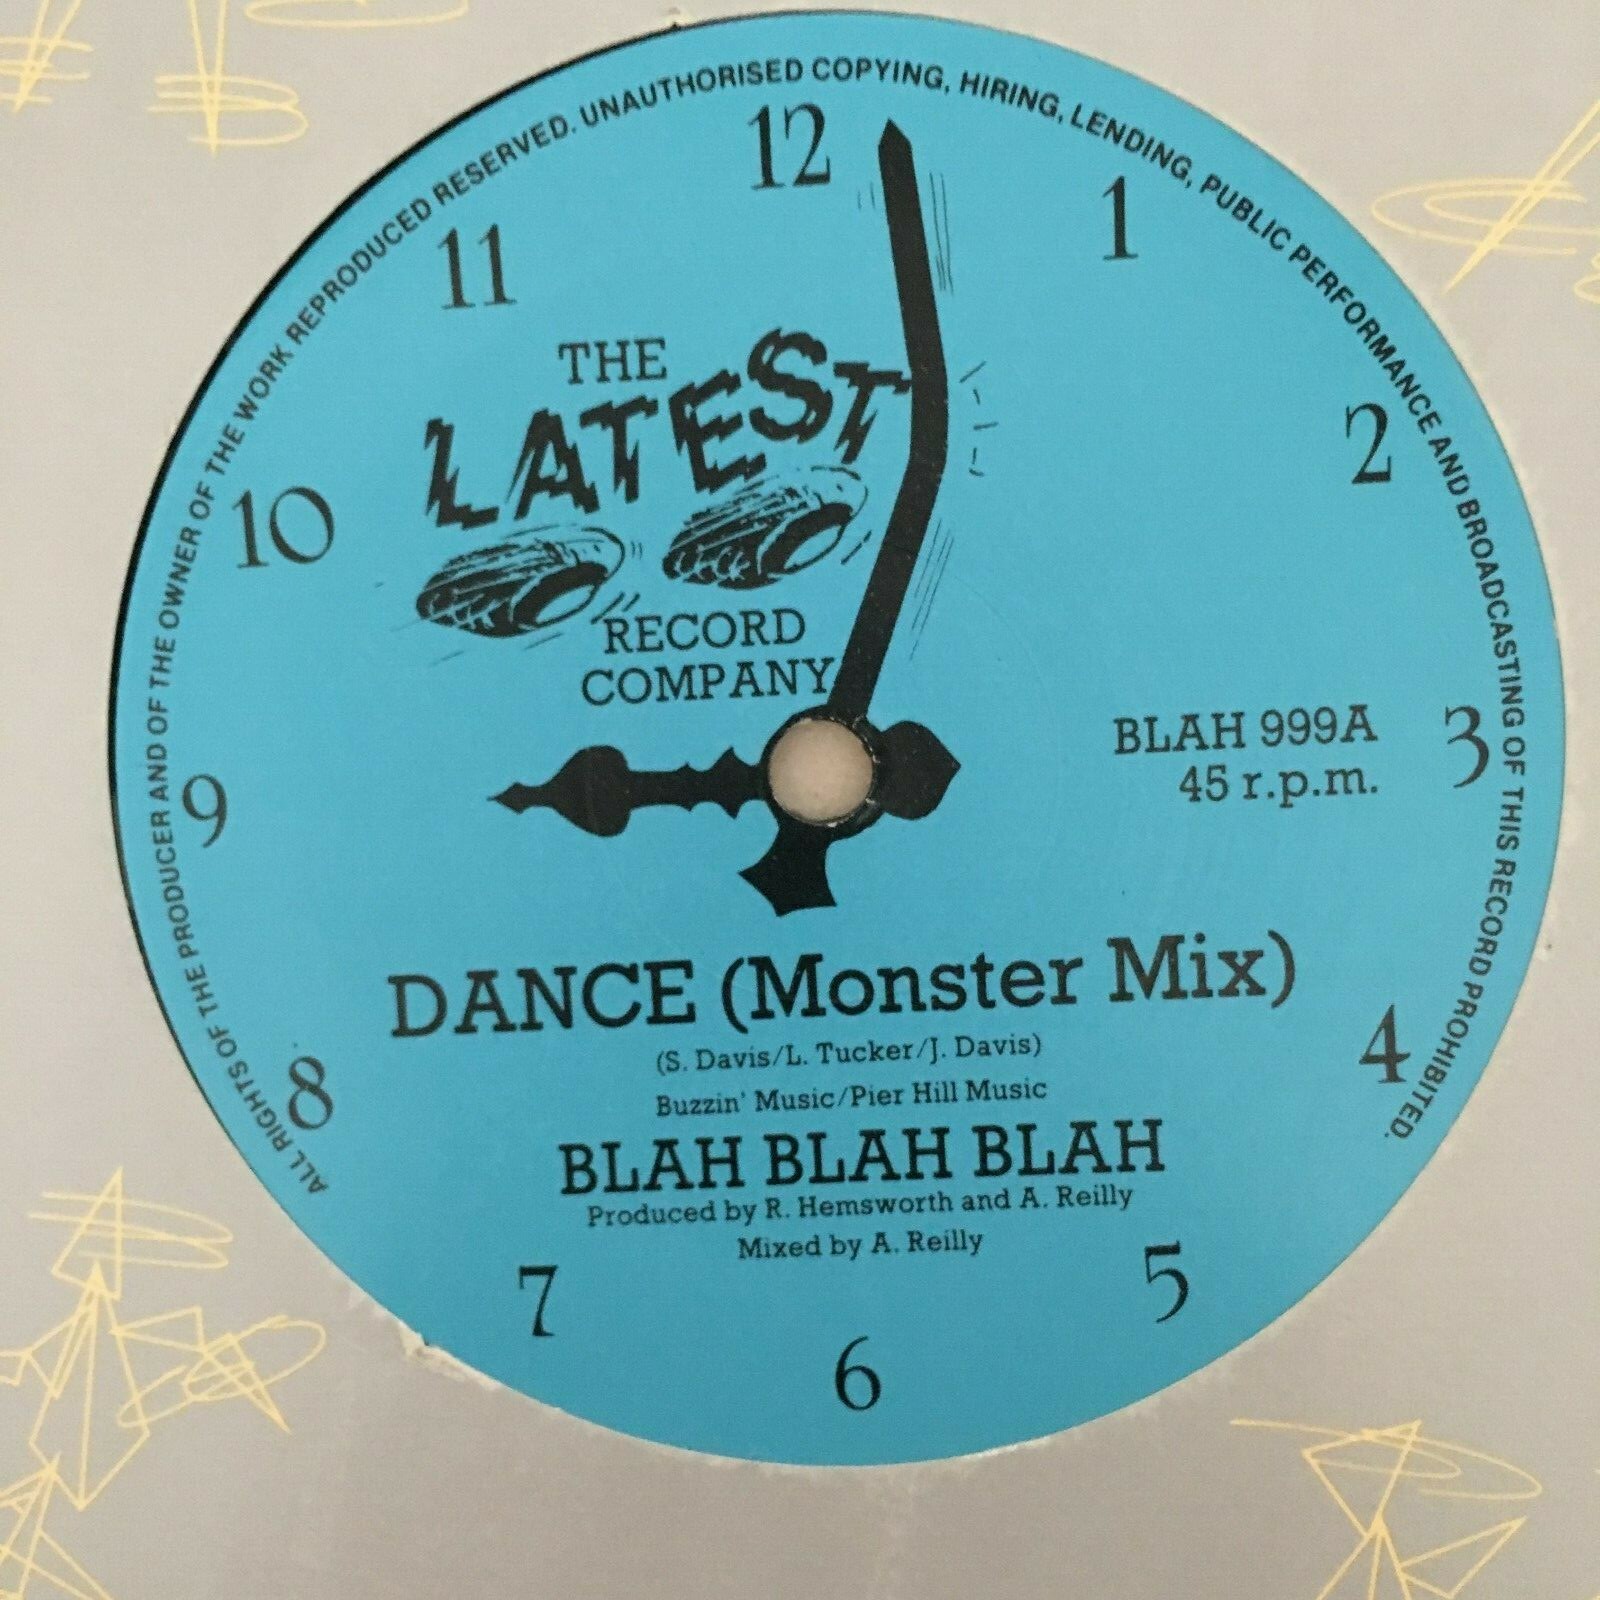 ALL RIGHTS OF THE PRODUCER AND OF THE OWNER OF THE WORK REPRODUCED RESERVED. UNAUTHORISED COPYING, HIRING, LENDING, PUBLIC PERFORMANCE AND BROADCASTING OF THIS RECORD PROHIBITED.
12
1
2
3
4
5
6
7
8
9
10
11
THE
LATEST
RECORD
COMPANY
BLAH 999A
45 r.p.m.
DANCE (Monster Mix)
(S. Davis/L. Tucker/J. Davis)
Buzzin' Music/Pier Hill Music
BLAH BLAH BLAH
Produced by R. Hemsworth and A. Reilly
Mixed by A. Reilly